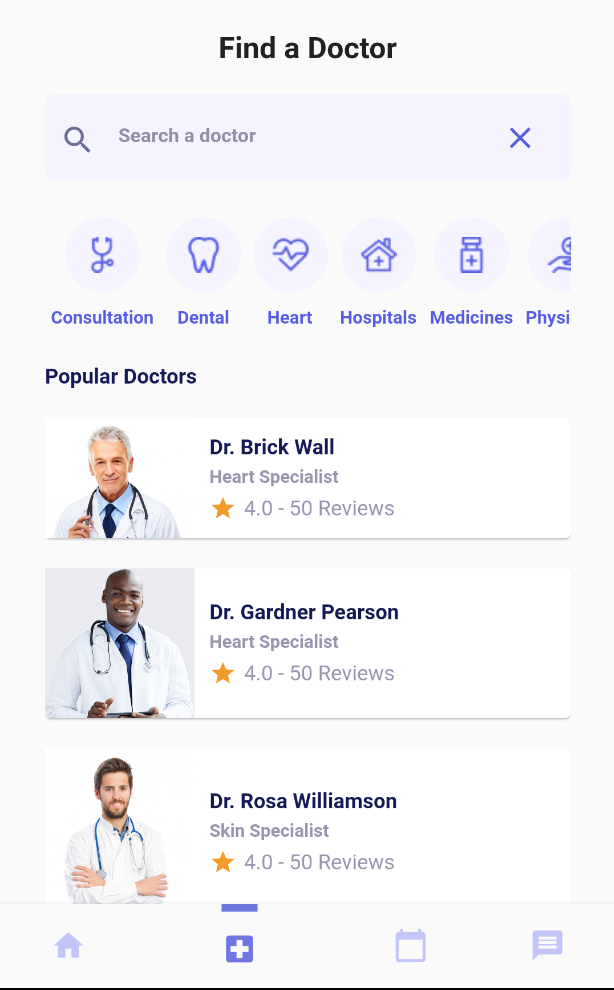 Find a Doctor
Search a doctor
Consultation Dental Heart Hospitals Medicines Physi
Popular Doctors
Dr. Brick Wall
Heart Specialist
4.0 - 50 Reviews
Dr. Gardner Pearson
Heart Specialist
4.0 - 50 Reviews
Dr. Rosa Williamson
Skin Specialist
4.0 - 50 Reviews